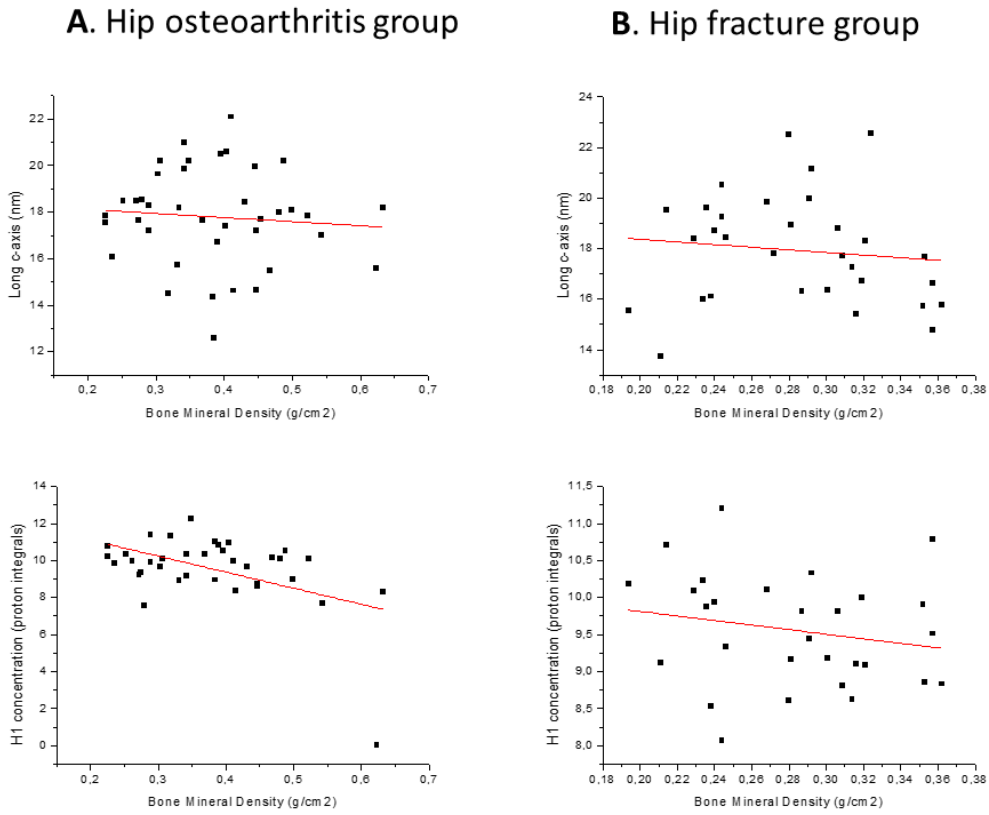 A. Hip osteoarthritis group
B. Hip fracture group
22
20
18
16
14
12
Long c-axis (nm)
0,2 0,3 0,4 0,5 0,6 0,7
Bone Mineral Density (g/cm2)
24
22
20
18
16
14
Long c-axis (nm)
0,18 0,20 0,22 0,24 0,26 0,28 0,30 0,32 0,34 0,36 0,38
Bone Mineral Density (g/cm2)
14
12
10
8
6
4
2
0
H1 concentration (proton integrals)
0,2 0,3 0,4 0,5 0,6 0,7
Bone Mineral Density (g/cm2)
11,5
11,0
10,5
10,0
9,5
9,0
8,5
8,0
H1 concentration (proton integrals)
0,18 0,20 0,22 0,24 0,26 0,28 0,30 0,32 0,34 0,36 0,38
Bone Mineral Density (g/cm2)